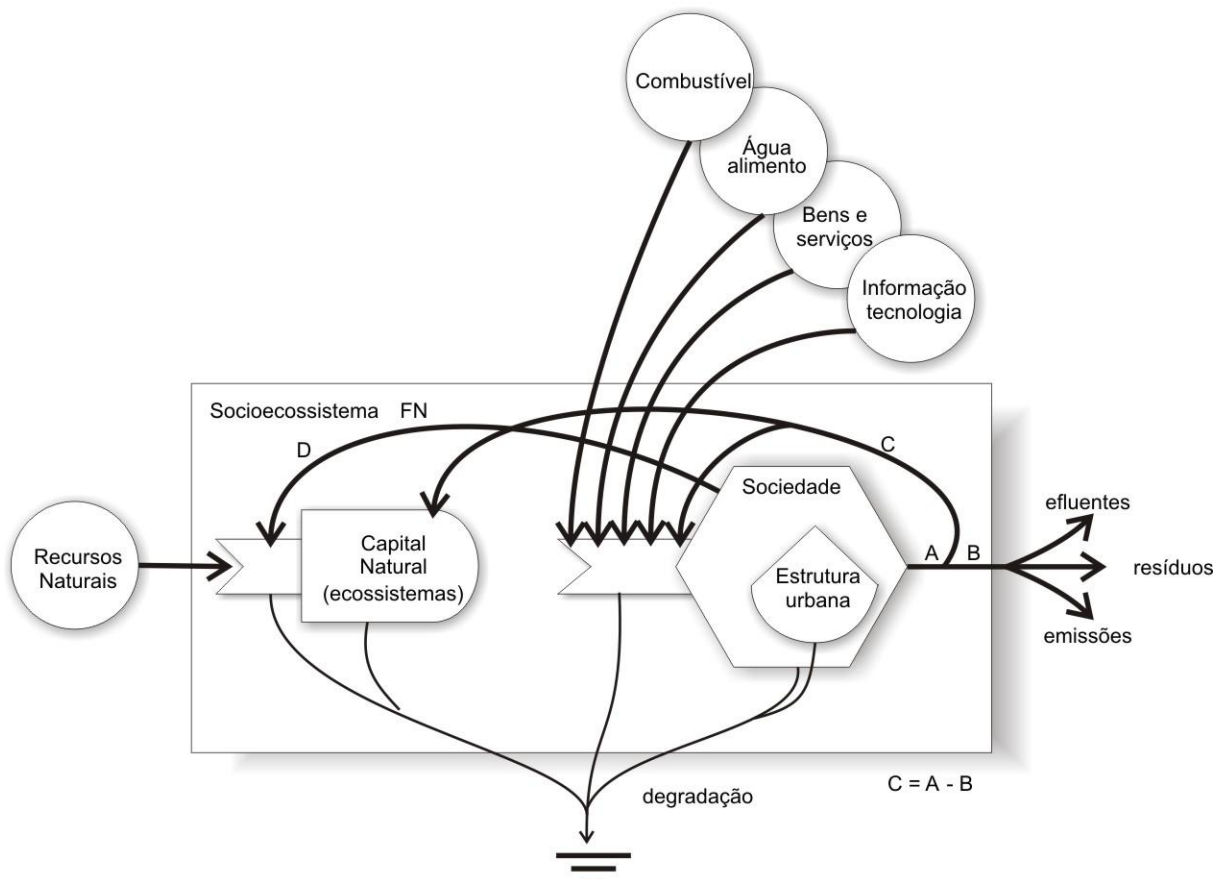 Combustível
Água
alimento
Bens e
serviços
Informação
tecnologia
Socioecossistema FN
D
C
Sociedade
Recursos
Naturais
Capital
Natural
(ecossistemas)
Estrutura
urbana
A B
efluentes
resíduos
emissões
degradação
C = A - B